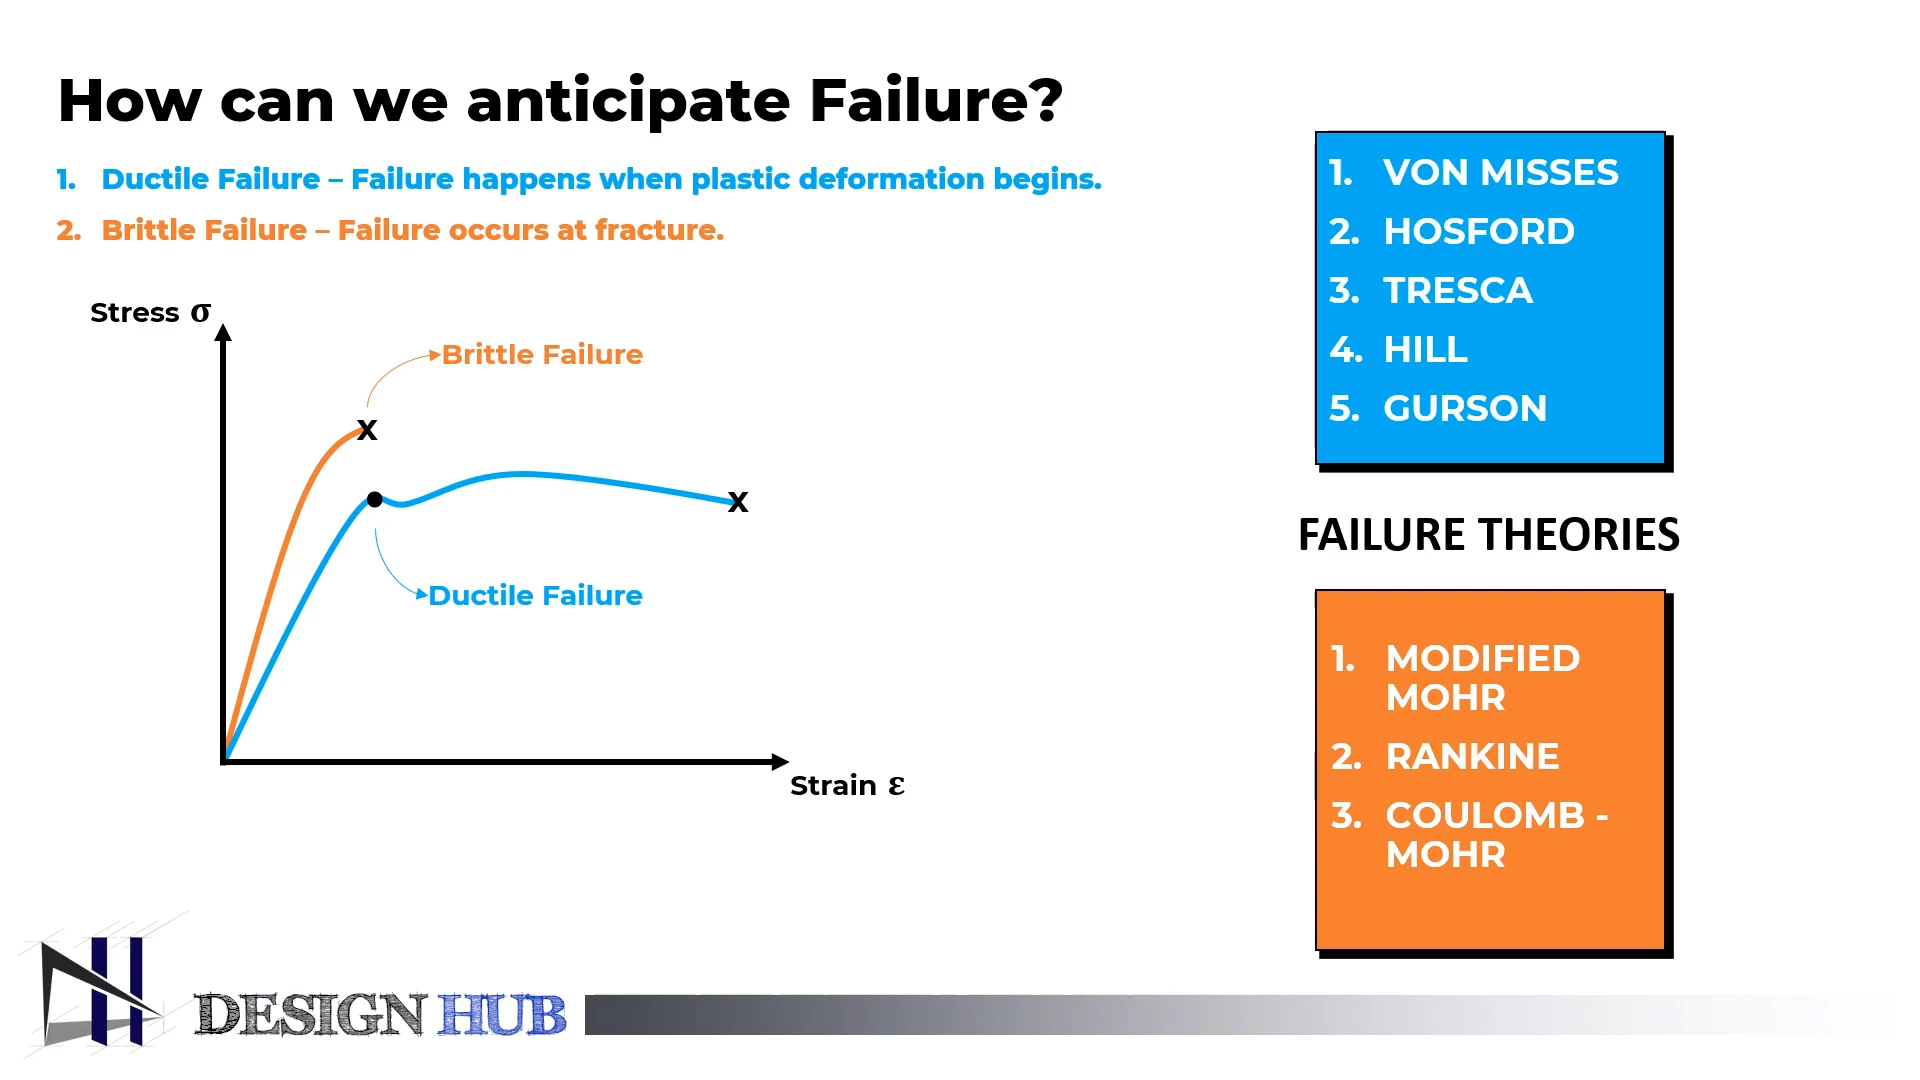 How can we anticipate Failure?
1. Ductile Failure – Failure happens when plastic deformation begins.
2. Brittle Failure – Failure occurs at fracture.
Stress σ
Brittle Failure
x
x
Ductile Failure
Strain ε
1. VON MISSES
2. HOSFORD
3. TRESCA
4. HILL
5. GURSON
FAILURE THEORIES
1. MODIFIED
MOHR
2. RANKINE
3. COULOMB -
MOHR
DESIGN HUB